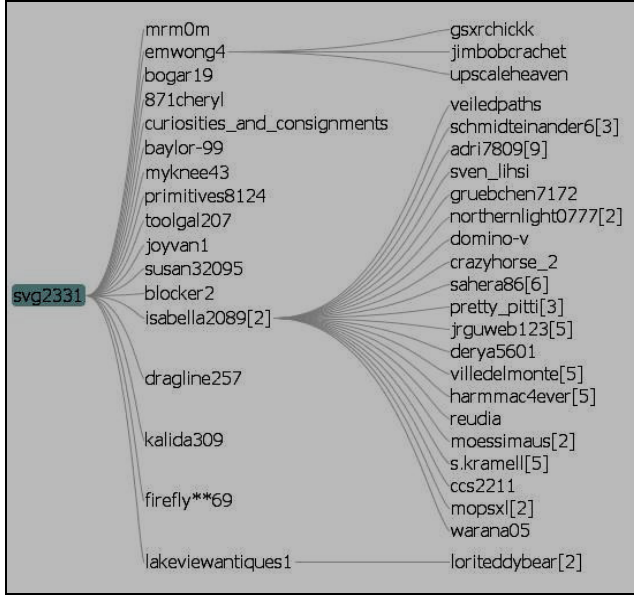 svg2331
mrm0m
emwong4
bogar19
871cheryl
curiosities_and_consignments
baylor-99
myknee43
primitives8124
toolgal207
joyvan1
susan32095
blocker2
isabella2089[2]
dragline257
kalida309
firefly**69
lakeviewantiques1
gsxrchickk
jimbobcrachet
upscaleheaven
veiledpaths
schmidteinander6[3]
adri7809[9]
sven_lihsi
gruebchen7172
northernlight0777[2]
domino-v
crazyhorse_2
sahera86[6]
pretty_pitti[3]
jrguweb123[5]
derya5601
villedelmonte[5]
harmmac4ever[5]
reudia
moessimaus[2]
s.kramell[5]
ccs2211
mopsxl[2]
warana05
loriteddybear[2]